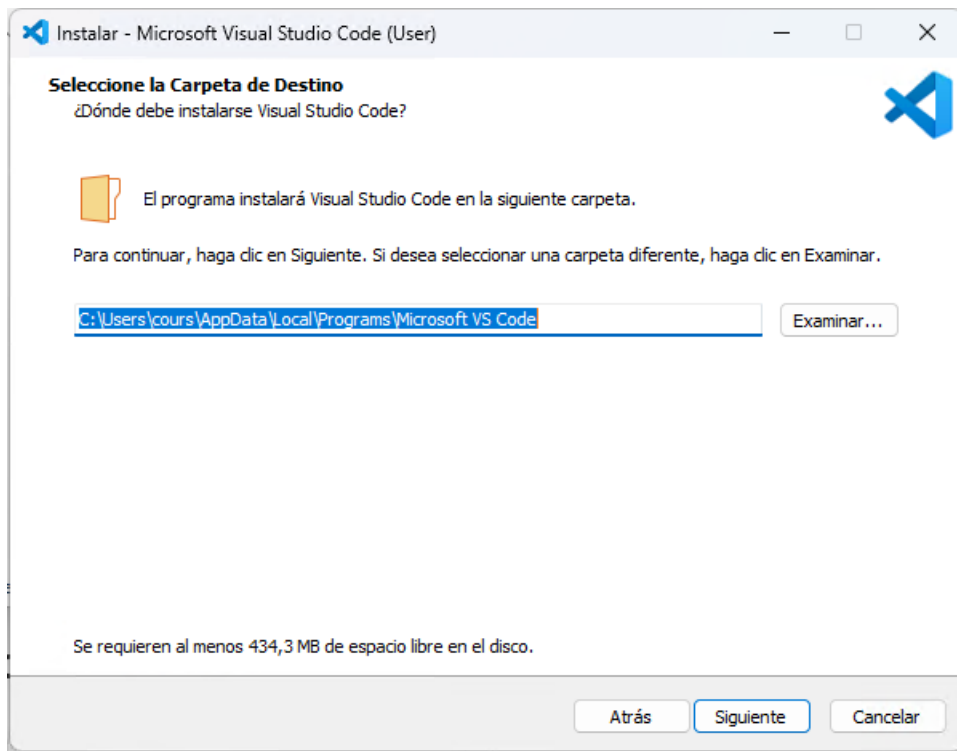 Instalar - Microsoft Visual Studio Code (User)
Seleccione la Carpeta de Destino
¿Dónde debe instalarse Visual Studio Code?
El programa instalará Visual Studio Code en la siguiente carpeta.
Para continuar, haga clic en Siguiente. Si desea seleccionar una carpeta diferente, haga clic en Examinar.
C:\Users\cours\AppData\Local\Programs\Microsoft VS Code
Examinar...
Se requieren al menos 434,3 MB de espacio libre en el disco.
Atrás
Siguiente
Cancelar